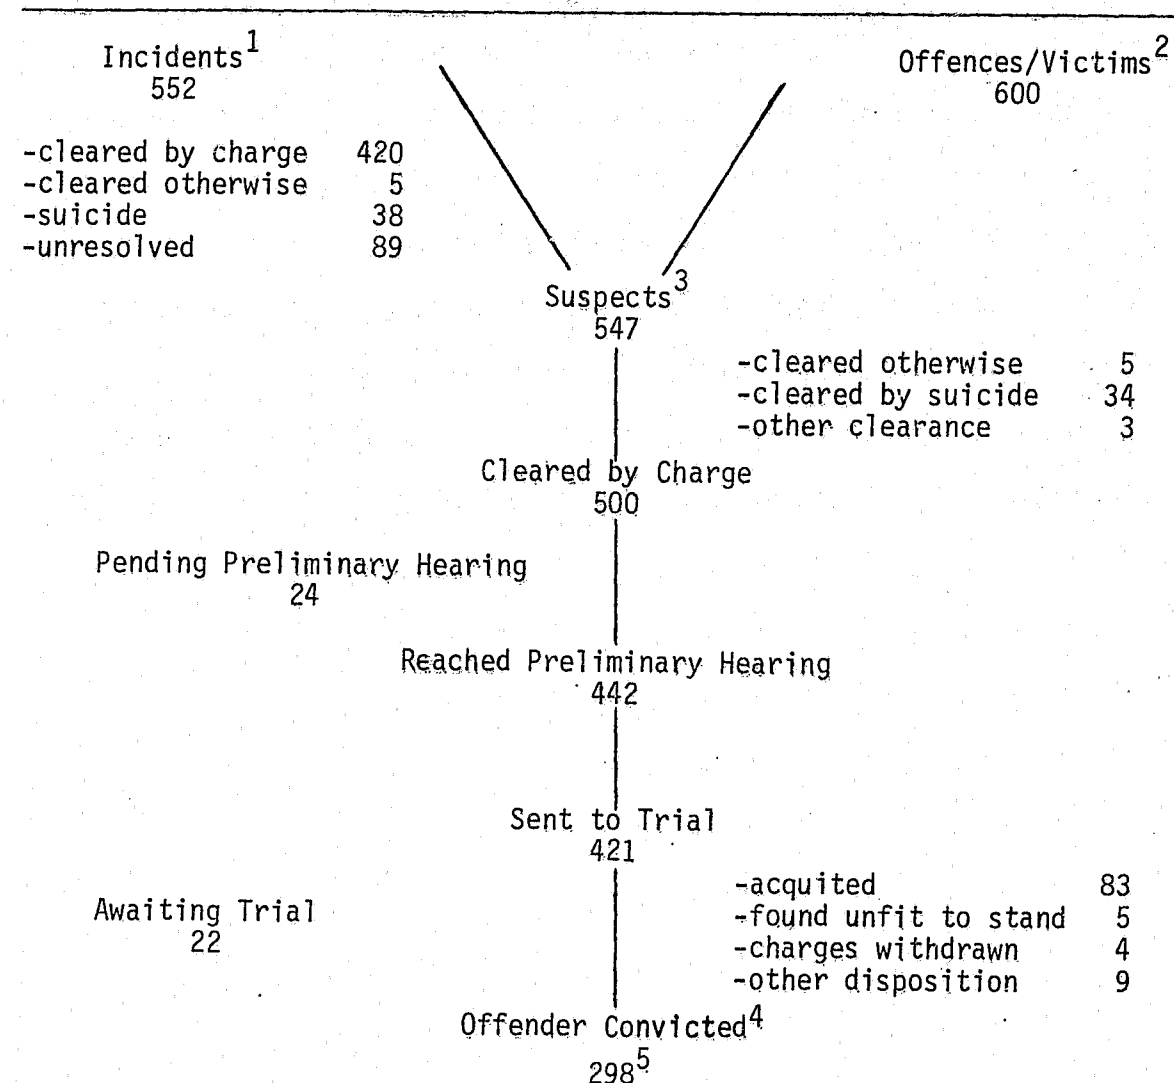 Incidents1
552
Offences/Victims2
600
-cleared by charge 420
-cleared otherwise 5
-suicide 38
-unresolved 89
Suspects3
547
-cleared otherwise 5
-cleared by suicide 34
-other clearance 3
Cleared by Charge
500
Pending Preliminary Hearing
24
Reached Preliminary Hearing
442
Sent to Trial
421
-acquited 83
-found unfit to stand 5
-charges withdrawn 4
-other disposition 9
Awaiting Trial
22
Offender Convicted4
2985